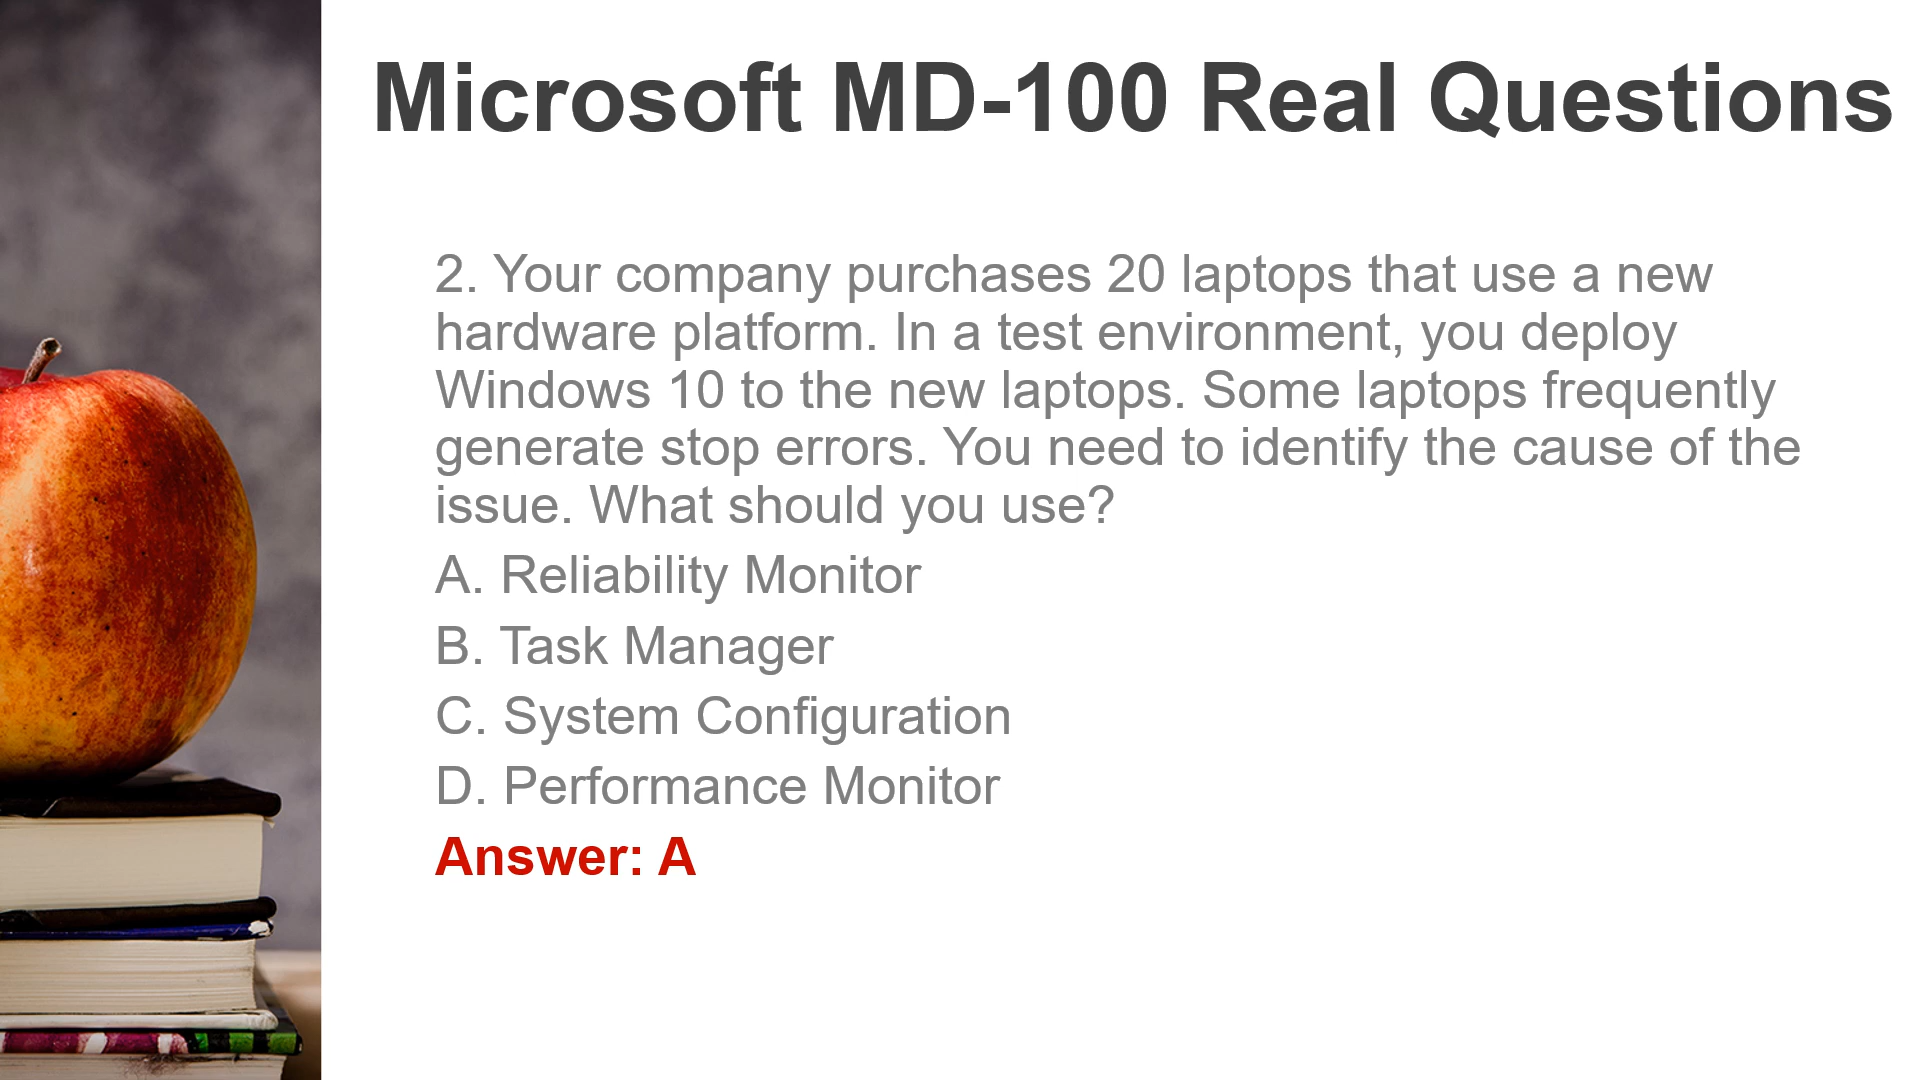 Microsoft MD-100 Real Questions
2. Your company purchases 20 laptops that use a new
hardware platform. In a test environment, you deploy
Windows 10 to the new laptops. Some laptops frequently
generate stop errors. You need to identify the cause of the
issue. What should you use?
A. Reliability Monitor
B. Task Manager
C. System Configuration
D. Performance Monitor
Answer: A